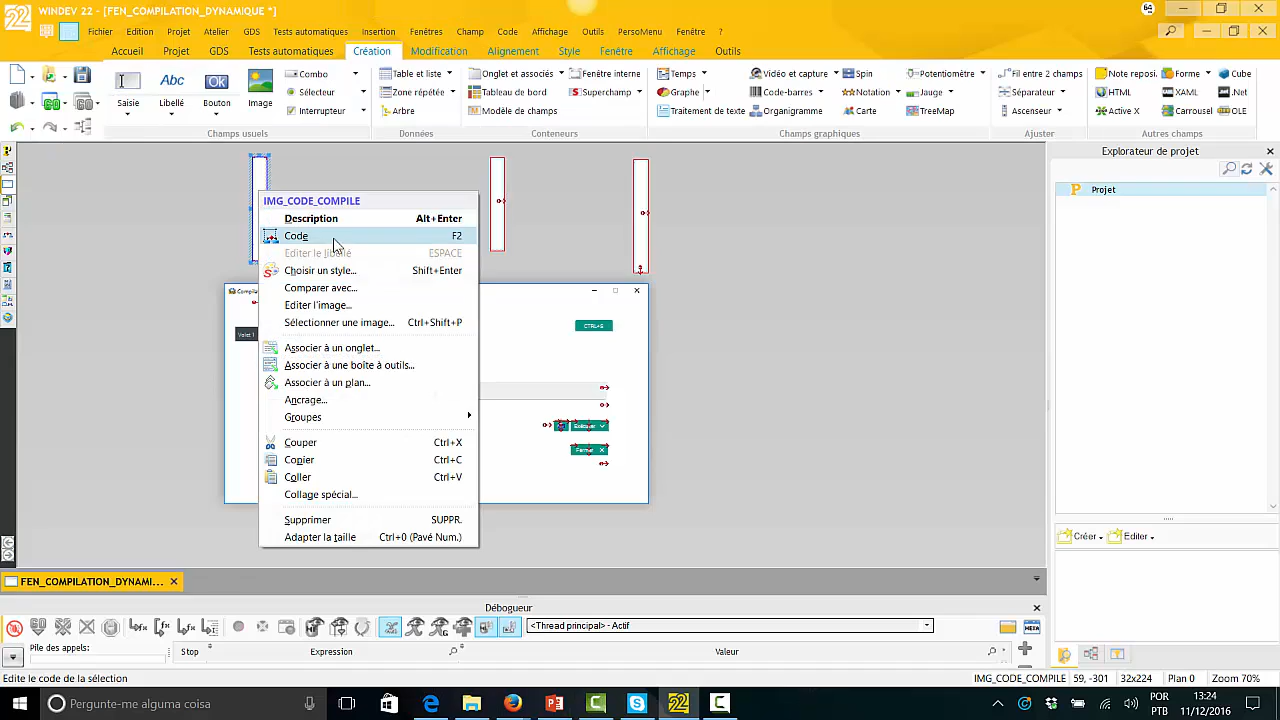 WINDEV 22 - [FEN_COMPILATION_DYNAMIQUE *]
64
Fichier Edition Projet Atelier GDS Tests automatiques Insertion Fenêtres Champ Code Affichage Outils PersoMenu Fenêtre ?
Accueil Projet GDS Tests automatiques Création Modification Alignement Style Fenêtre Affichage Outils
Saisie Abc Libellé Ok Bouton Image
Combo Table et liste Onglet et associés Fenêtre interne Temps Vidéo et capture Spin Potentiomètre Fil entre 2 champs Note reposi. Forme Cube
Sélecteur Zone répétée Tableau de bord Superchamp Graphe Code-barres Notation Jauge Séparateur HTML XAML .Net
Interrupteur Arbre Modèle de champs Traitement de texte Organigramme Carte TreeMap Ascenseur Active X Carrousel OLE
Champs usuels Données Conteneurs Champs graphiques Ajuster Autres champs
Explorateur de projet
Projet
IMG_CODE_COMPILE
Description Alt+Enter
Code F2
Editer le libellé ESPACE
Choisir un style... Shift+Enter
Comparer avec...
Editer l'image...
Sélectionner une image... Ctrl+Shift+P
Associer à un onglet...
Associer à une boîte à outils...
Associer à un plan...
Ancrage...
Groupes
Couper Ctrl+X
Copier Ctrl+C
Coller Ctrl+V
Collage spécial...
Supprimer SUPPR.
Adapter la taille Ctrl+0 (Pavé Num.)
Compila
Volet 1
CTRL+S
Fermer
Créer Editer
FEN_COMPILATION_DYNAMI...
Débogueur
<Thread principal> - Actif
META
Pile des appels: Stop Expression Valeur
Edite le code de la sélection IMG_CODE_COMPILE 59, -301 32x224 Plan 0 Zoom 70%
Pergunte-me alguma coisa
22
POR
PTB
13:24
11/12/2016